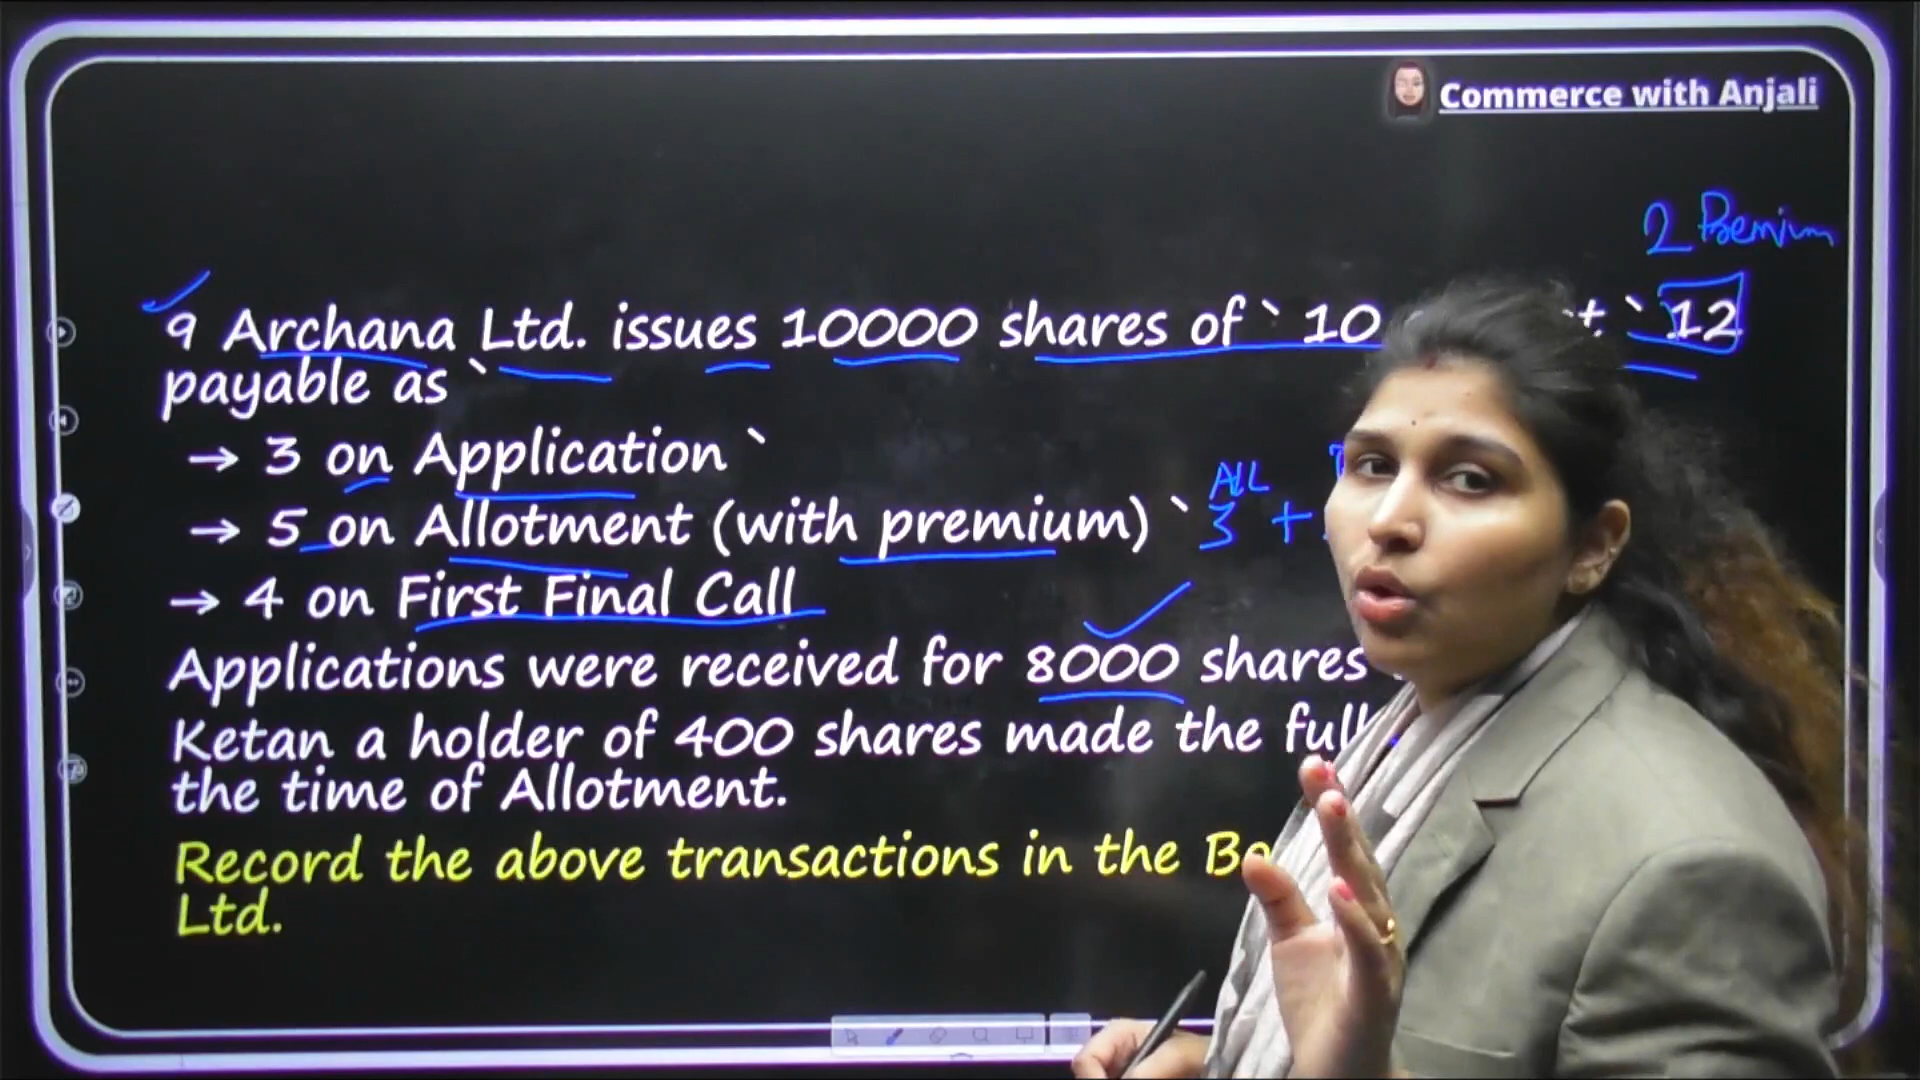 Commerce with Anjali
2 Premium
9 Archana Ltd. issues 10000 shares of ` 10 ` 12
payable as `
→ 3 on Application `
→ 5 on Allotment (with premium) ` All 3 +
→ 4 on First Final Call
Applications were received for 8000 shares
Ketan a holder of 400 shares made the full
the time of Allotment.
Record the above transactions in the
Ltd.